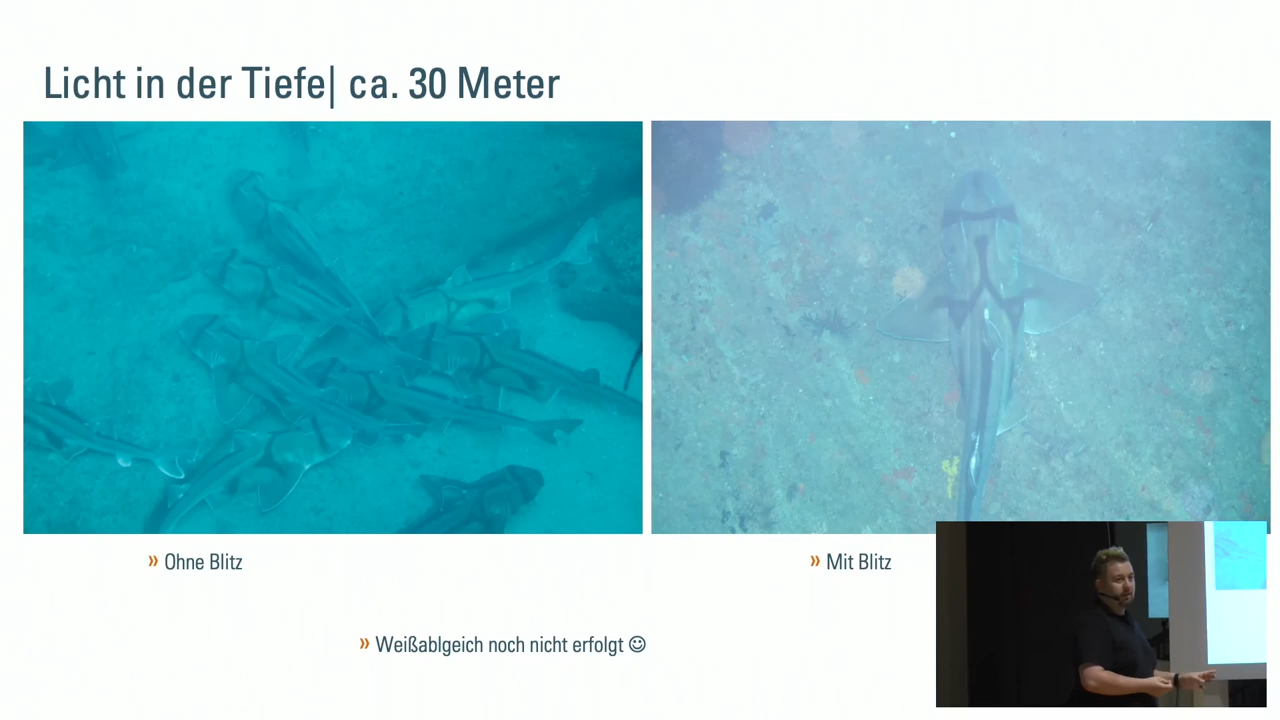 Licht in der Tiefe| ca. 30 Meter
» Ohne Blitz
» Mit Blitz
» Weißablgeich noch nicht erfolgt ☺